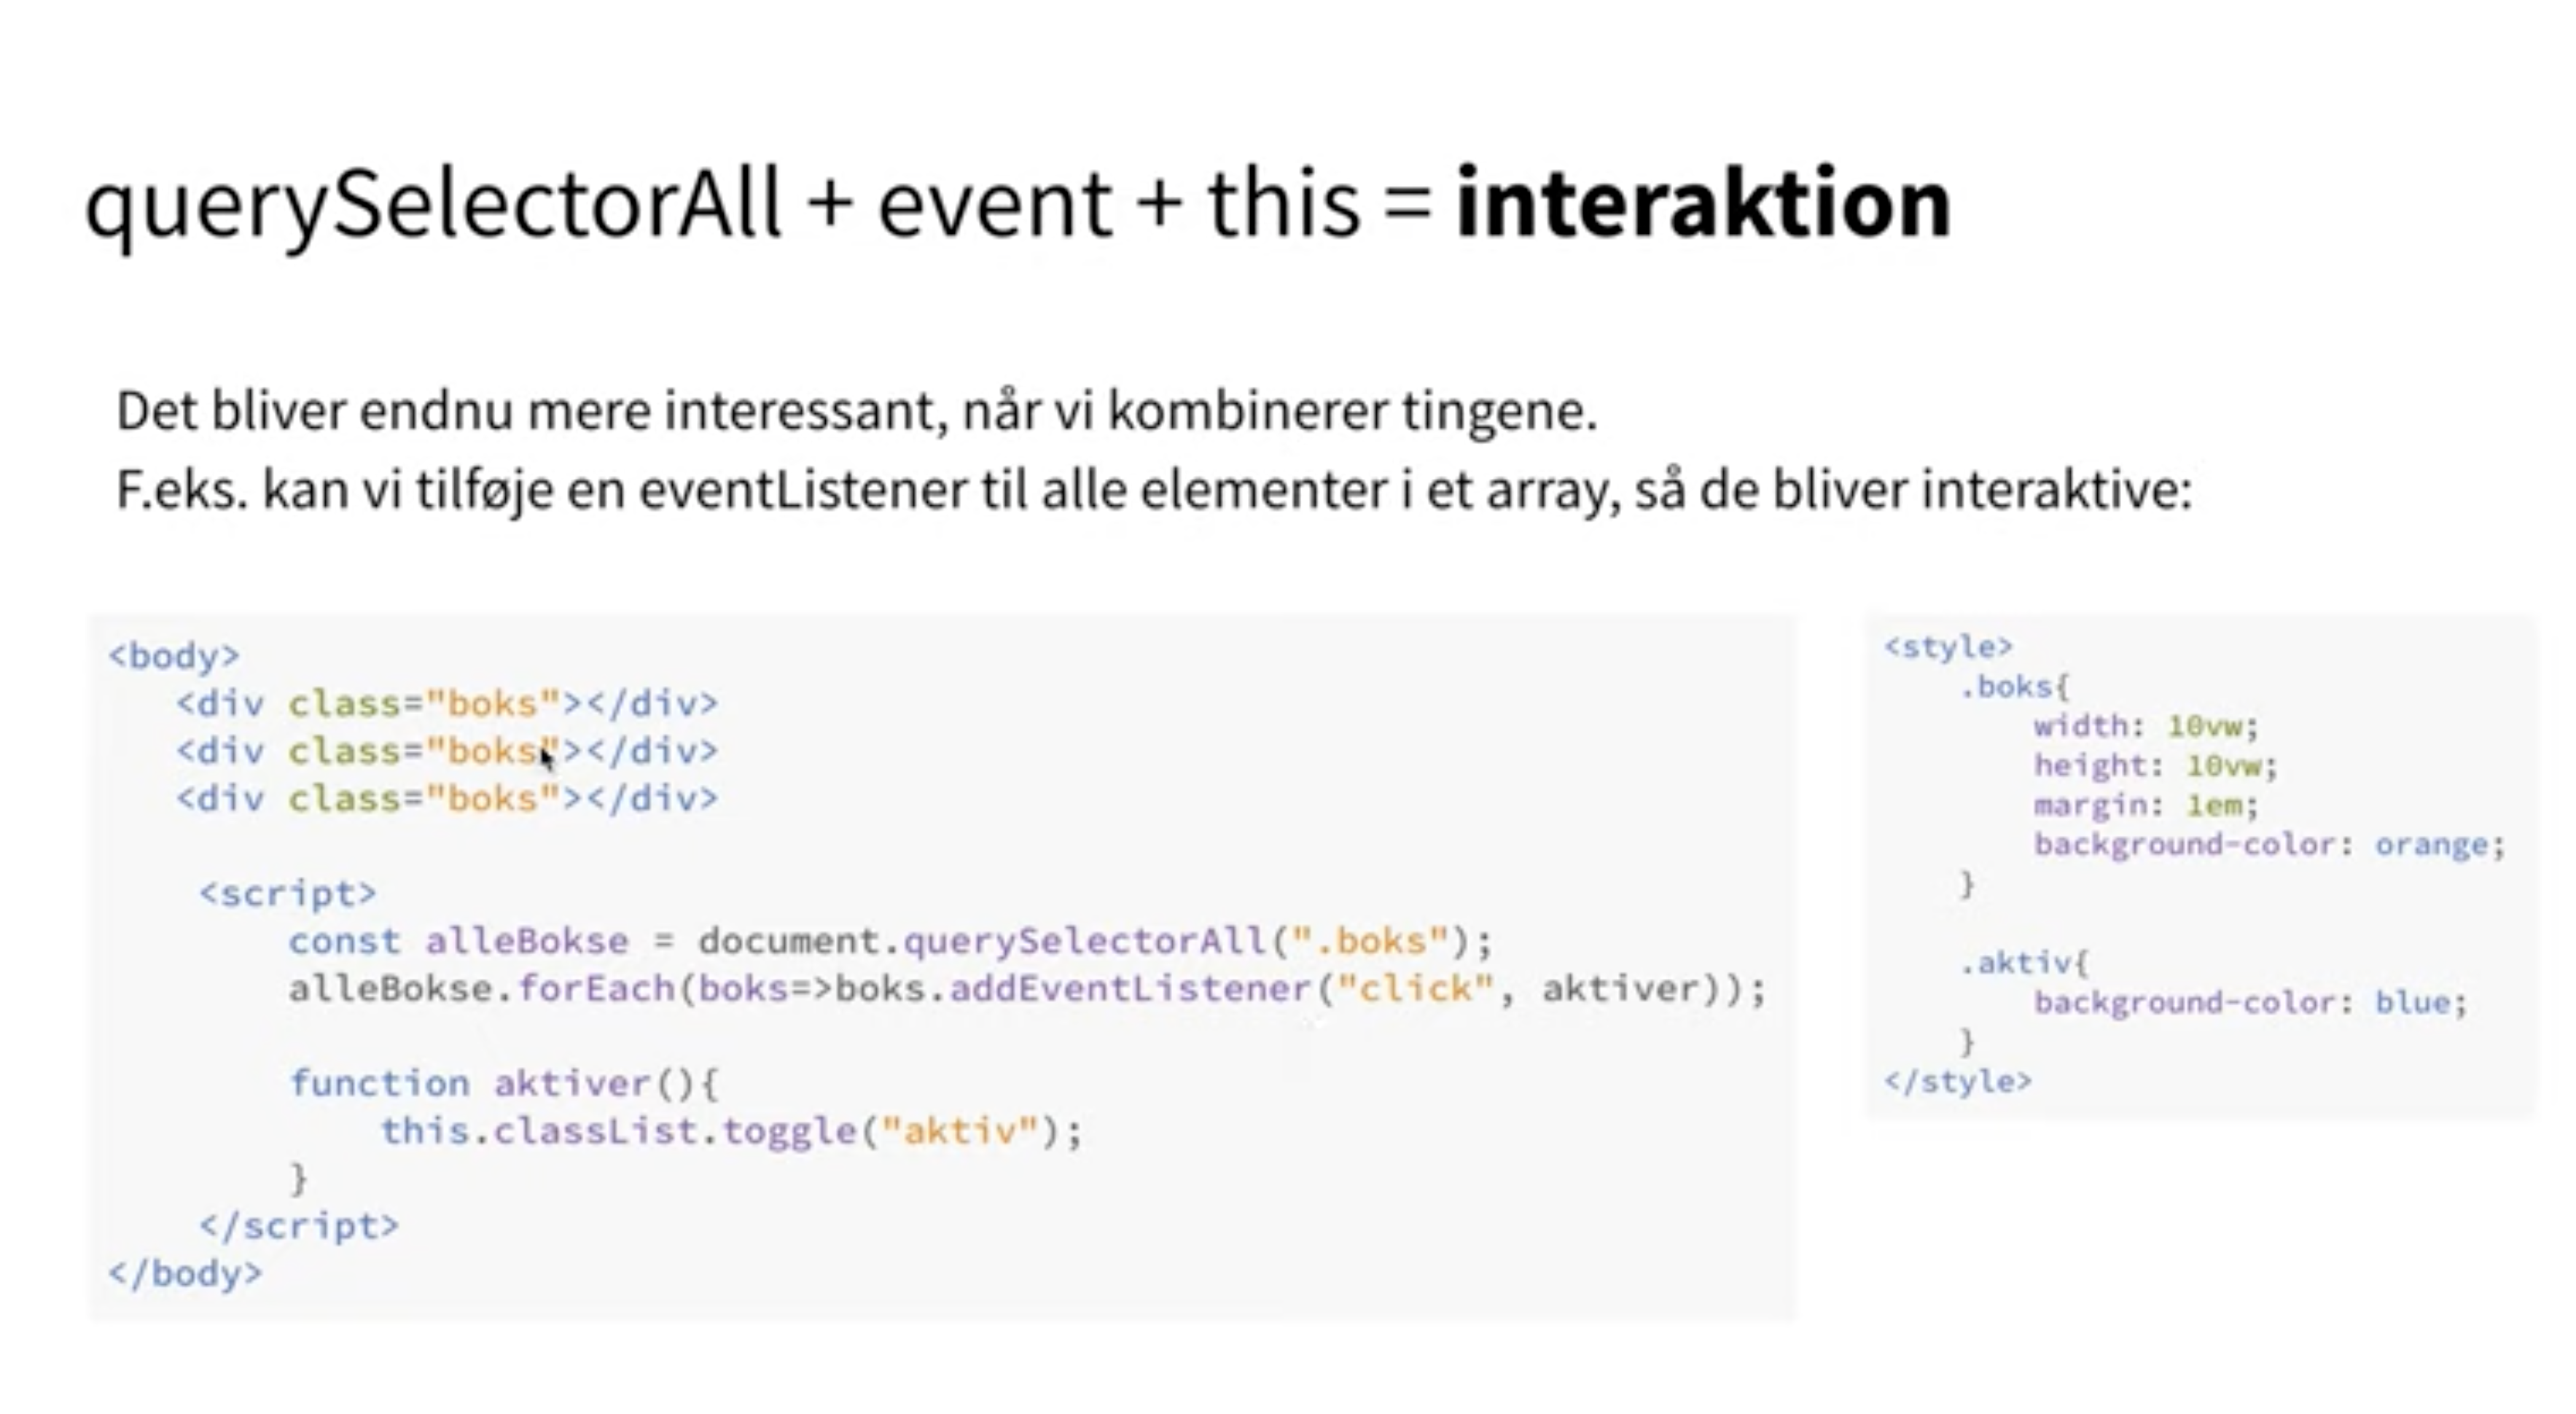 querySelectorAll + event + this = interaktion
Det bliver endnu mere interessant, når vi kombinerer tingene.
F.eks. kan vi tilføje en eventListener til alle elementer i et array, så de bliver interaktive:
<body>
<div class="boks"></div>
<div class="boks"></div>
<div class="boks"></div>
<script>
const alleBokse = document.querySelectorAll(".boks");
alleBokse.forEach(boks=>boks.addEventListener("click", aktiver));
function aktiver(){
this.classList.toggle("aktiv");
}
</script>
</body>
<style>
.boks{
width: 10vw;
height: 10vw;
margin: 1em;
background-color: orange;
}
.aktiv{
background-color: blue;
}
</style>